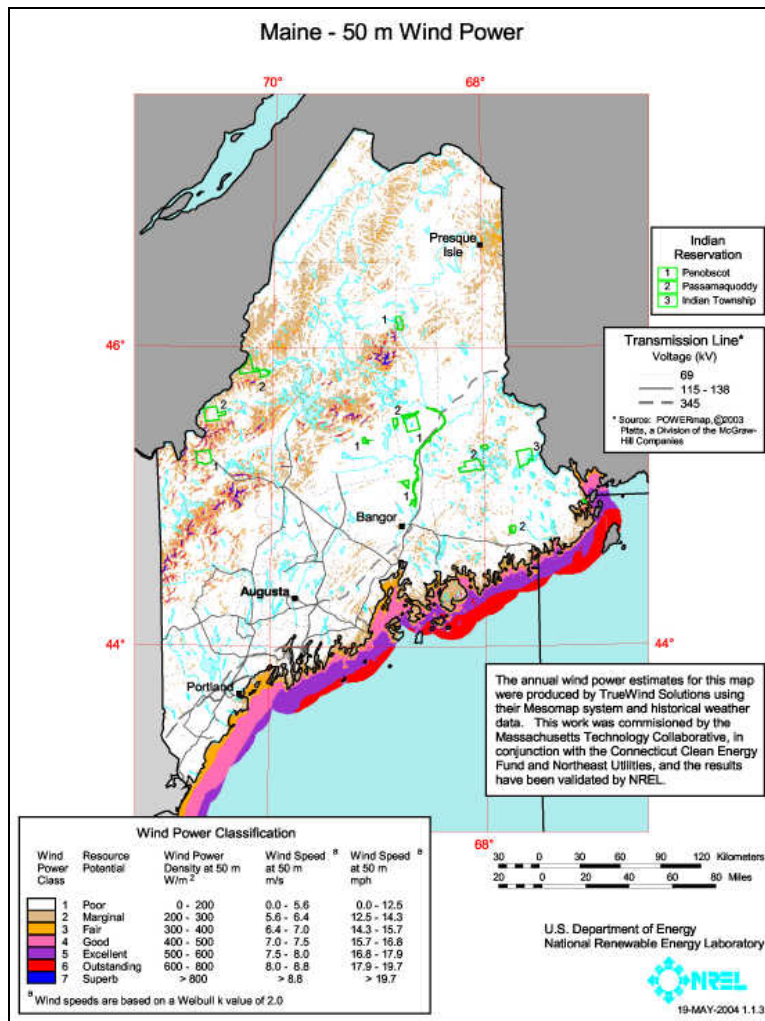 Maine - 50 m Wind Power
70°
68°
Presque
Isle
Indian
Reservation
1 Penobscot
2 Passamaquoddy
3 Indian Township
1
46°
Transmission Line*
Voltage (kV)
69
115 - 138
345
* Source: POWERmap, ©2003
Platts, a Division of the McGraw-
Hill Companies
2
2
2
1
1
3
1
2
1
Bangor
2
Augusta
44°
44°
Portland
The annual wind power estimates for this map
were produced by TrueWind Solutions using
their Mesomap system and historical weather
data. This work was commisioned by the
Massachusetts Technology Collaborative, in
conjunction with the Connecticut Clean Energy
Fund and Northeast Utilities, and the results
have been validated by NREL.
68°
Wind Power Classification
Wind Power Class Resource Potential Wind Power Density at 50 m W/m 2 Wind Speed a at 50 m m/s Wind Speed a at 50 m mph
1 Poor 0 - 200 0.0 - 5.6 0.0 - 12.5
2 Marginal 200 - 300 5.6 - 6.4 12.5 - 14.3
3 Fair 300 - 400 6.4 - 7.0 14.3 - 15.7
4 Good 400 - 500 7.0 - 7.5 15.7 - 16.8
5 Excellent 500 - 600 7.5 - 8.0 16.8 - 17.9
6 Outstanding 600 - 800 8.0 - 8.8 17.9 - 19.7
7 Superb > 800 > 8.8 > 19.7
a Wind speeds are based on a Weibull k value of 2.0
30 0 30 60 90 120 Kilometers
20 0 20 40 60 80 Miles
U.S. Department of Energy
National Renewable Energy Laboratory
NREL
19-MAY-2004 1.1.3